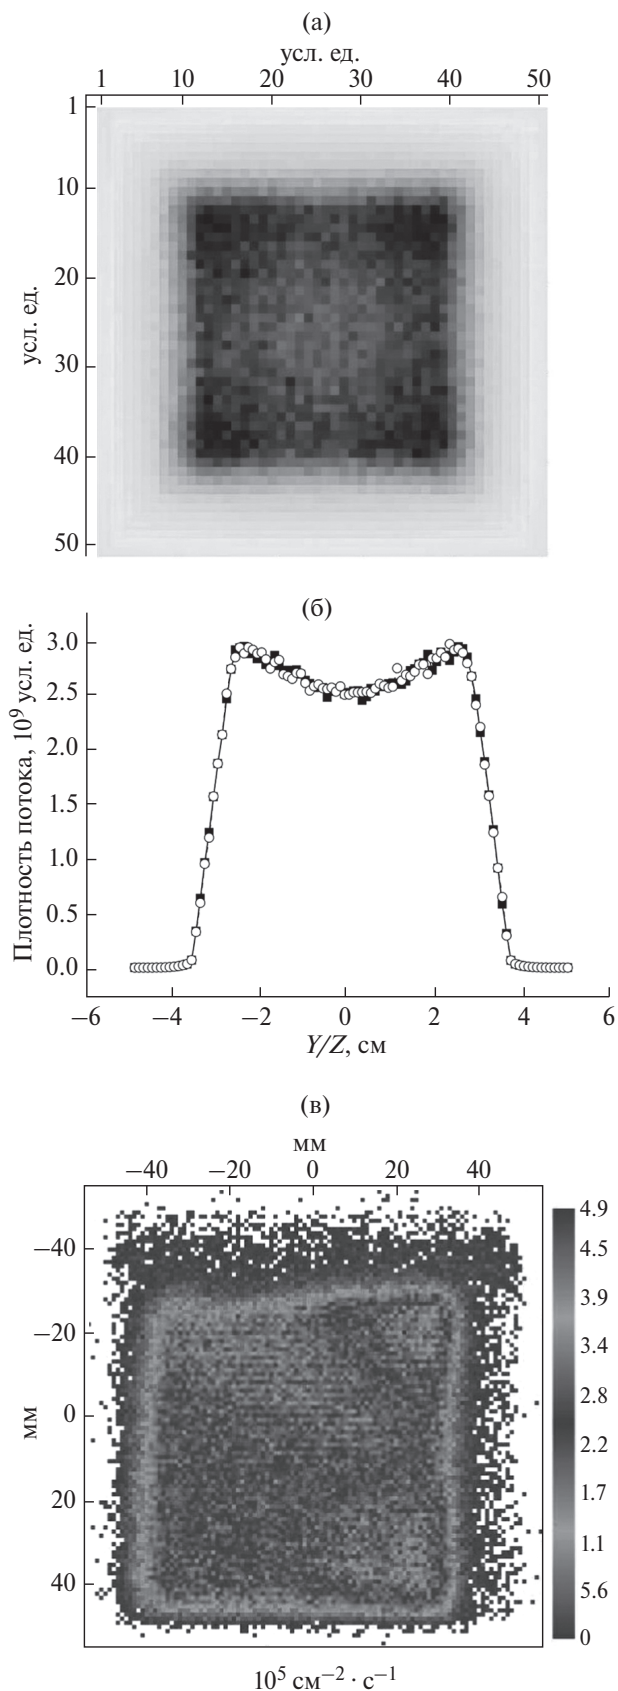 (а)
усл. ед.
1 10 20 30 40 50
1
10
20
30
40
50
усл. ед.
(б)
3.0
2.5
2.0
1.5
1.0
0.5
0.0
Плотность потока, 10⁹ усл. ед.
−6 −4 −2 0 2 4 6
Y/Z, см
(в)
мм
−40 −20 0 20 40
−40
−20
0
20
40
мм
4.9
4.5
3.9
3.4
2.8
2.2
1.7
1.1
5.6
0
10⁵ см⁻² · с⁻¹